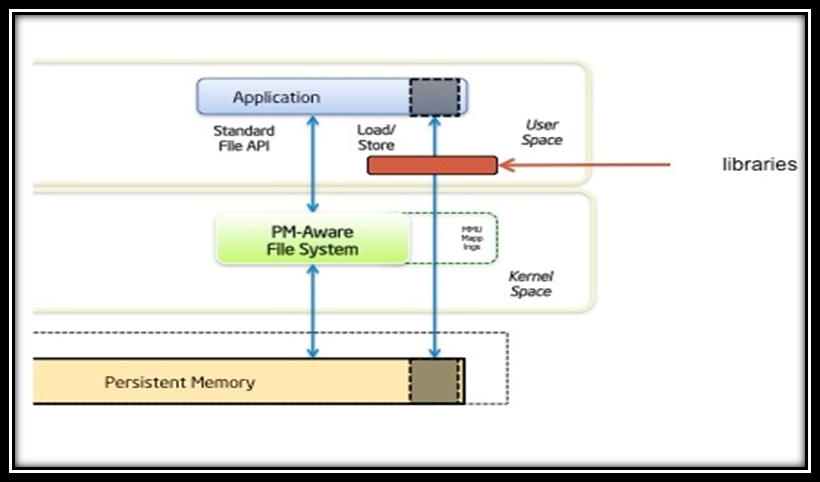 Application
Standard
File API
Load/
Store
User
Space
libraries
PM-Aware
File System
MMU
Mapp
ings
Kernel
Space
Persistent Memory